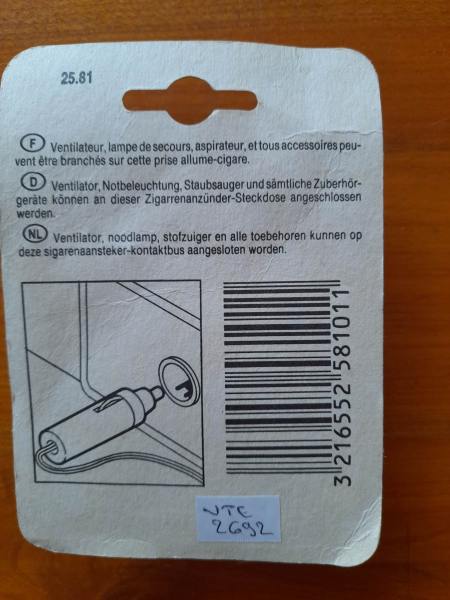 25.81
F Ventilateur, lampe de secours, aspirateur, et tous accessoires peu-
vent être branchés sur cette prise allume-cigare.
D Ventilator, Notbeleuchtung, Staubsauger und sämtliche Zuberhör-
geräte können an dieser Zigarrenanzünder-Steckdose angeschlossen
werden.
NL Ventilator, noodlamp, stofzuiger en alle toebehoren kunnen op
deze sigarenaansteker-kontaktbus aangesloten worden.
3 216552 581011
VTE
2692